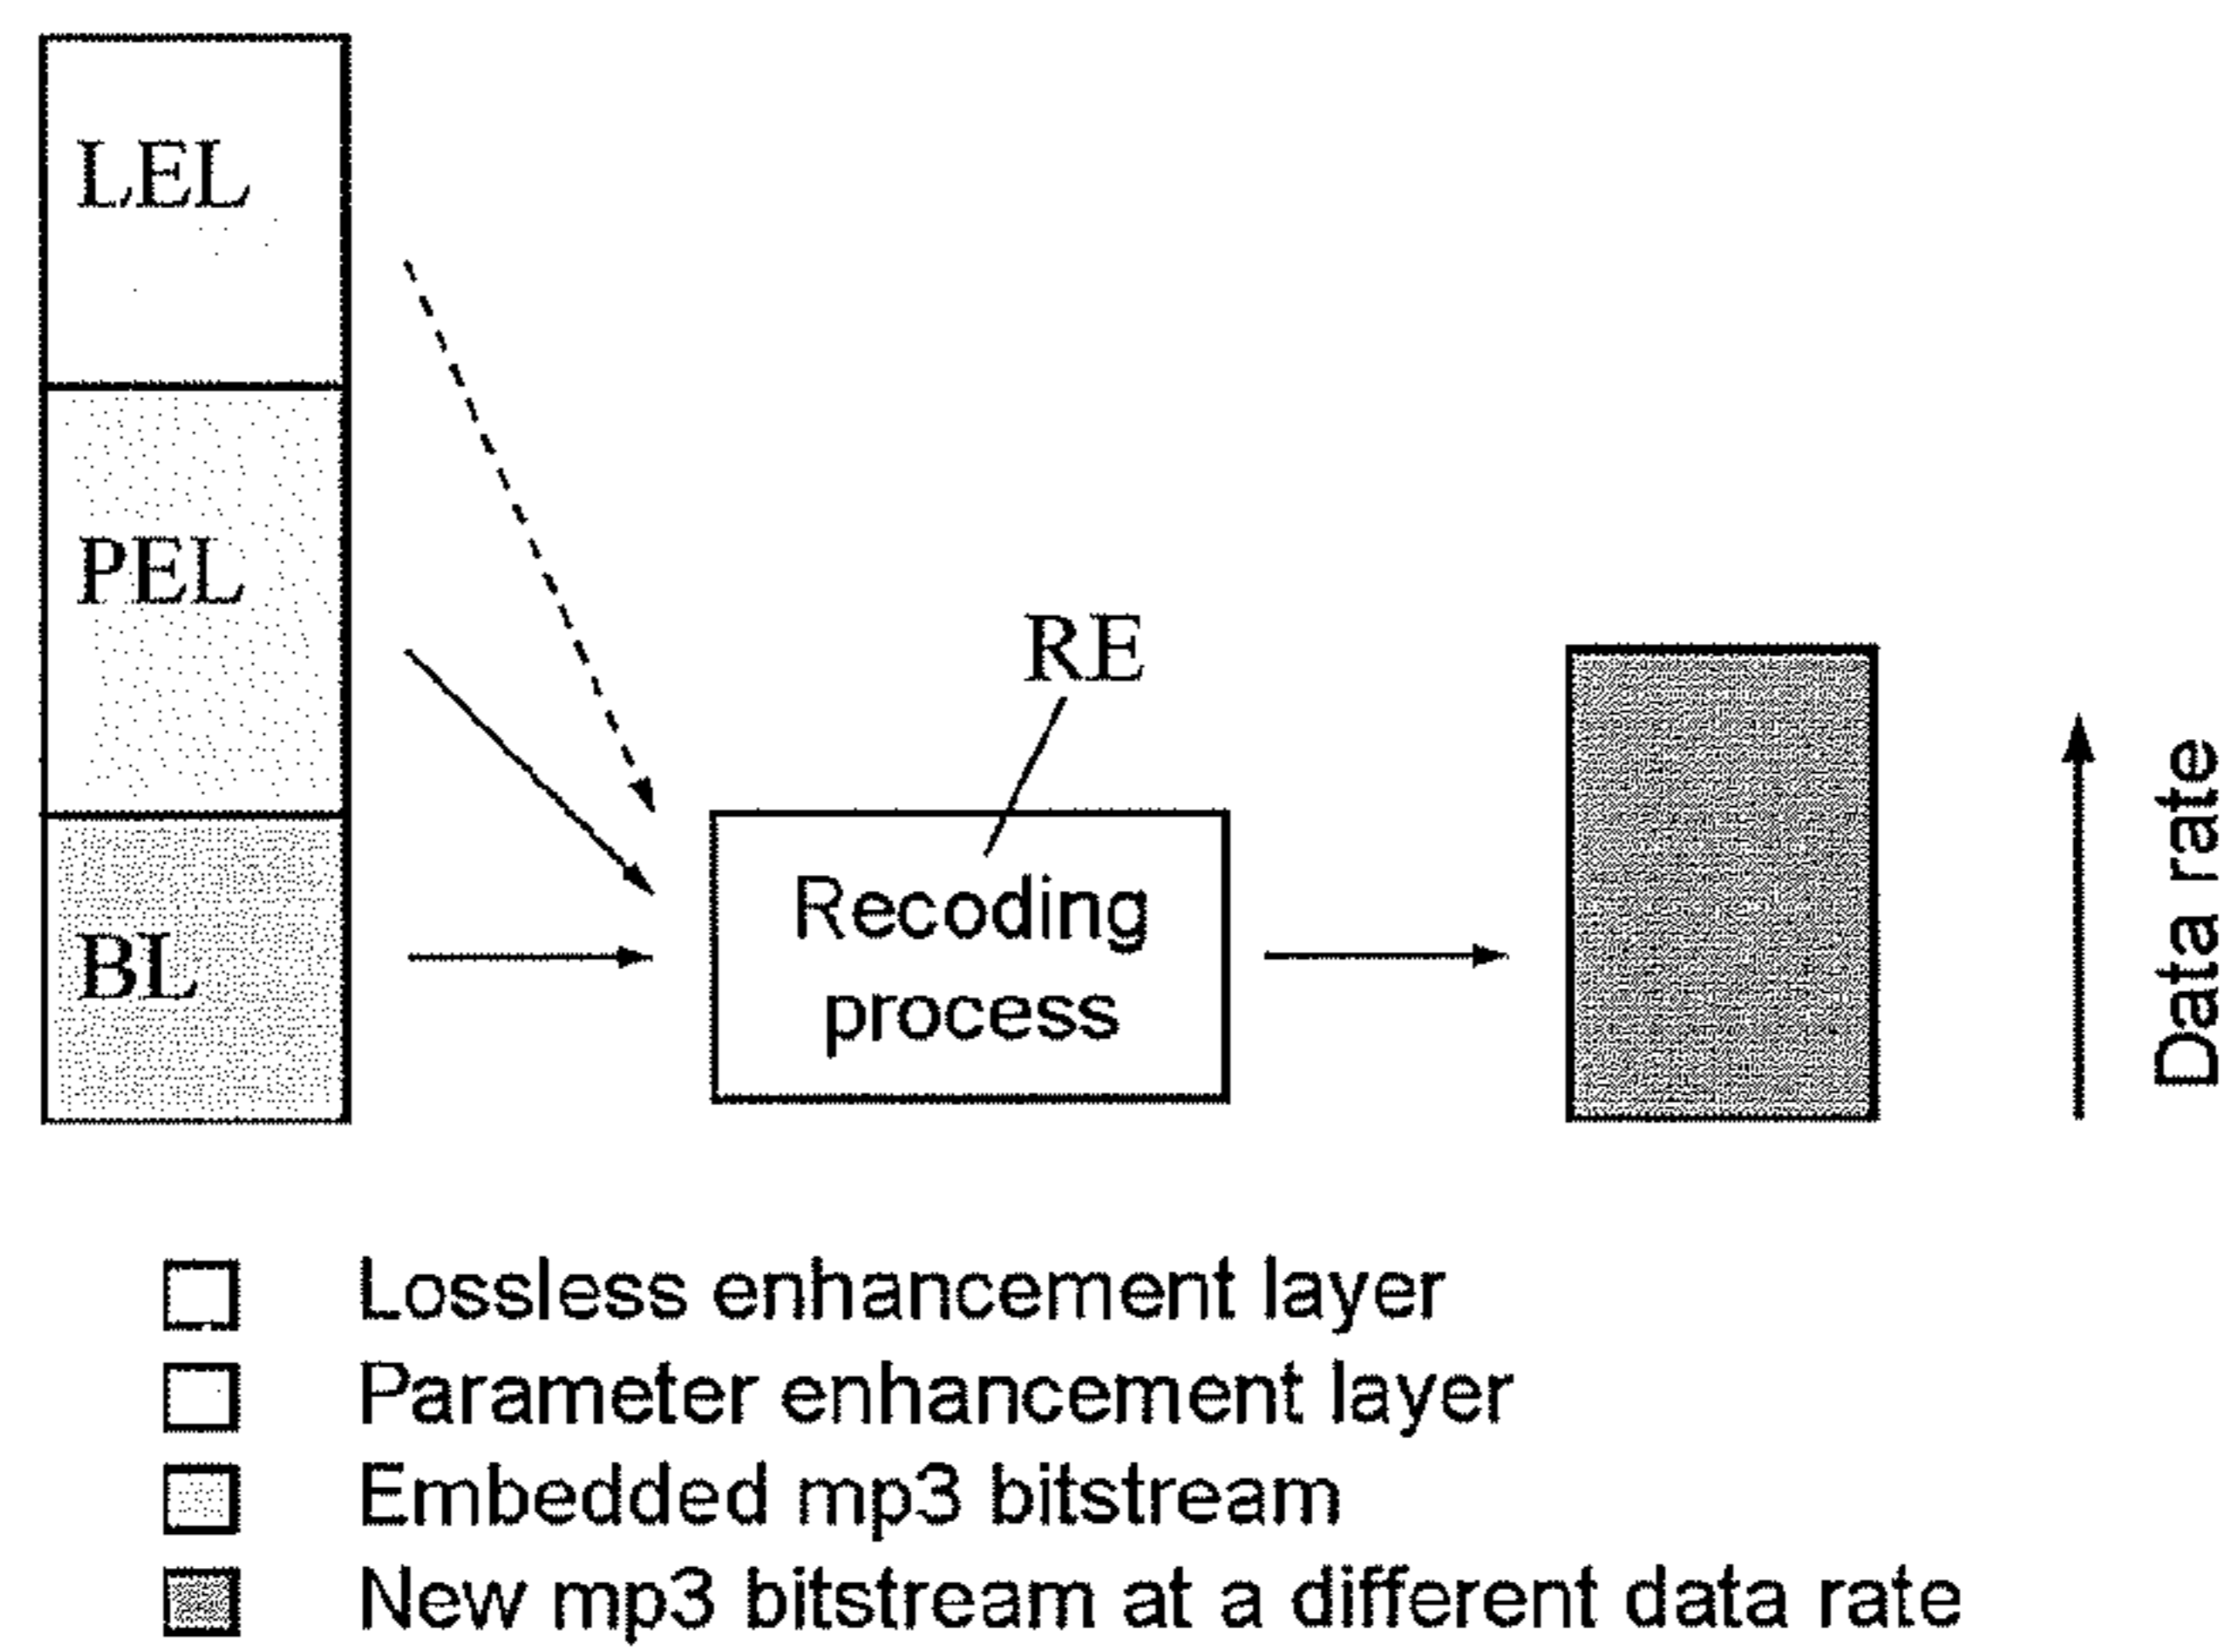 LEL
PEL
BL
RE
Recoding
process
Data rate
Lossless enhancement layer
Parameter enhancement layer
Embedded mp3 bitstream
New mp3 bitstream at a different data rate